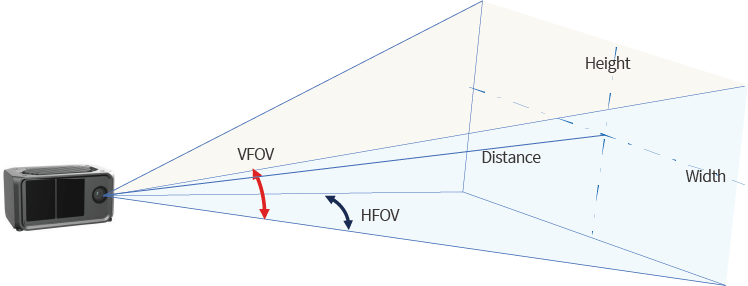 Height
VFOV
Distance
Width
HFOV